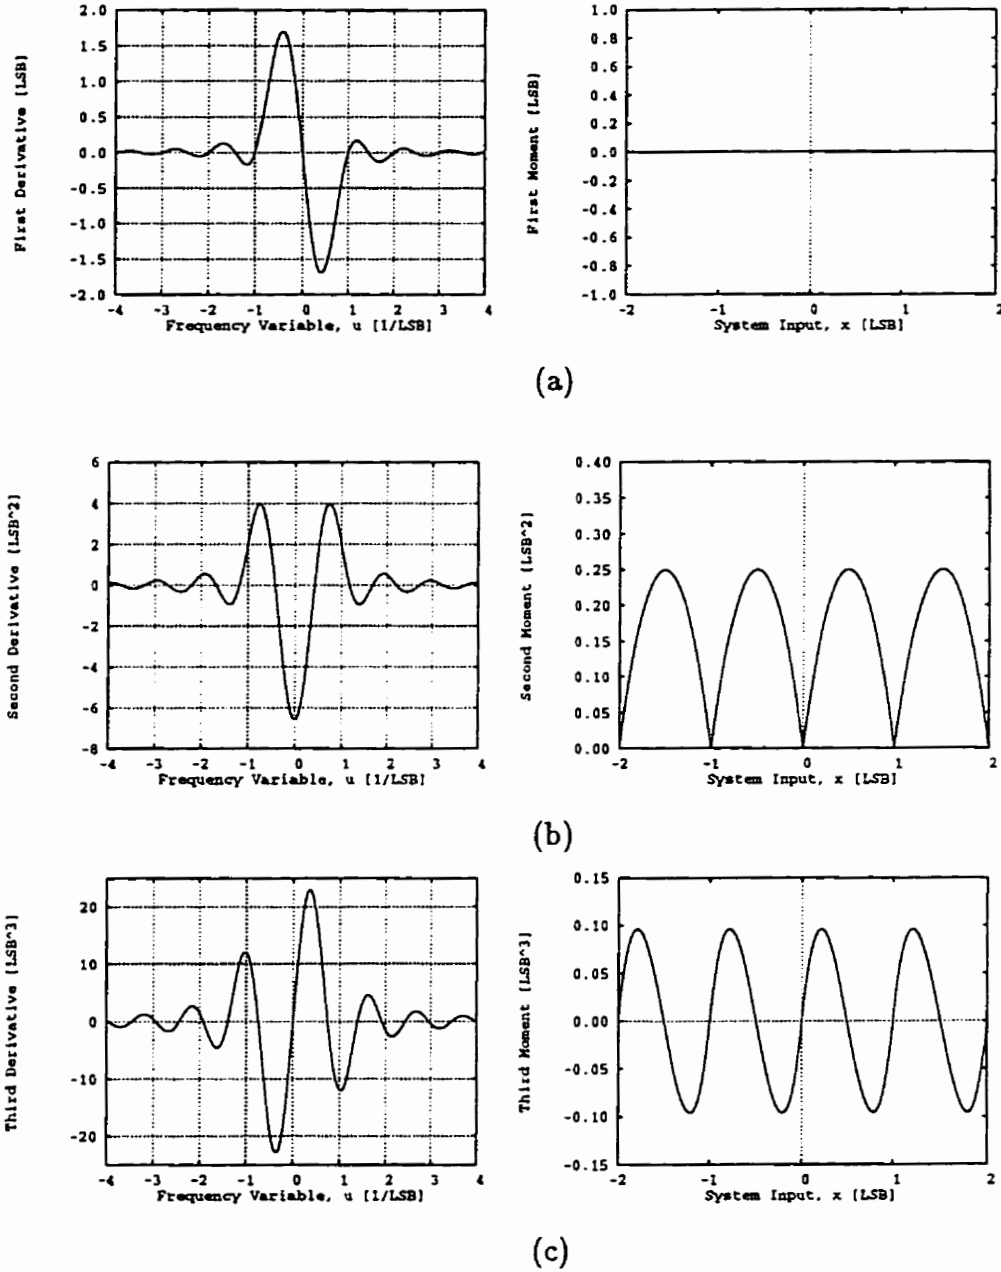 First Derivative [LSB]
2.0
1.5
1.0
0.5
0.0
-0.5
-1.0
-1.5
-2.0
-4 -3 -2 -1 0 1 2 3 4
Frequency Variable, u [1/LSB]
First Moment [LSB
1.0
0.8
0.6
0.4
0.2
0.0
-0.2
-0.4
-0.6
-0.8
-1.0
-2 -1 0 1 2
System Input, x [LSB]
(a)
Second Derivative [LSB^2]
6
4
2
0
-2
-4
-6
-8
-4 -3 -2 -1 0 1 2 3 4
Frequency Variable, u [1/LSB]
Second Moment [LSB^2]
0.40
0.35
0.30
0.25
0.20
0.15
0.10
0.05
0.00
-2 -1 0 1 2
System Input, x [LSB]
(b)
Third Derivative [LSB^3]
20
10
0
-10
-20
-4 -3 -2 -1 0 1 2 3 4
Frequency Variable, u [1/LSB]
Third Moment [LSB^3]
0.15
0.10
0.05
0.00
-0.05
-0.10
-0.15
-2 -1 0 1 2
System Input, x [LSB]
(c)